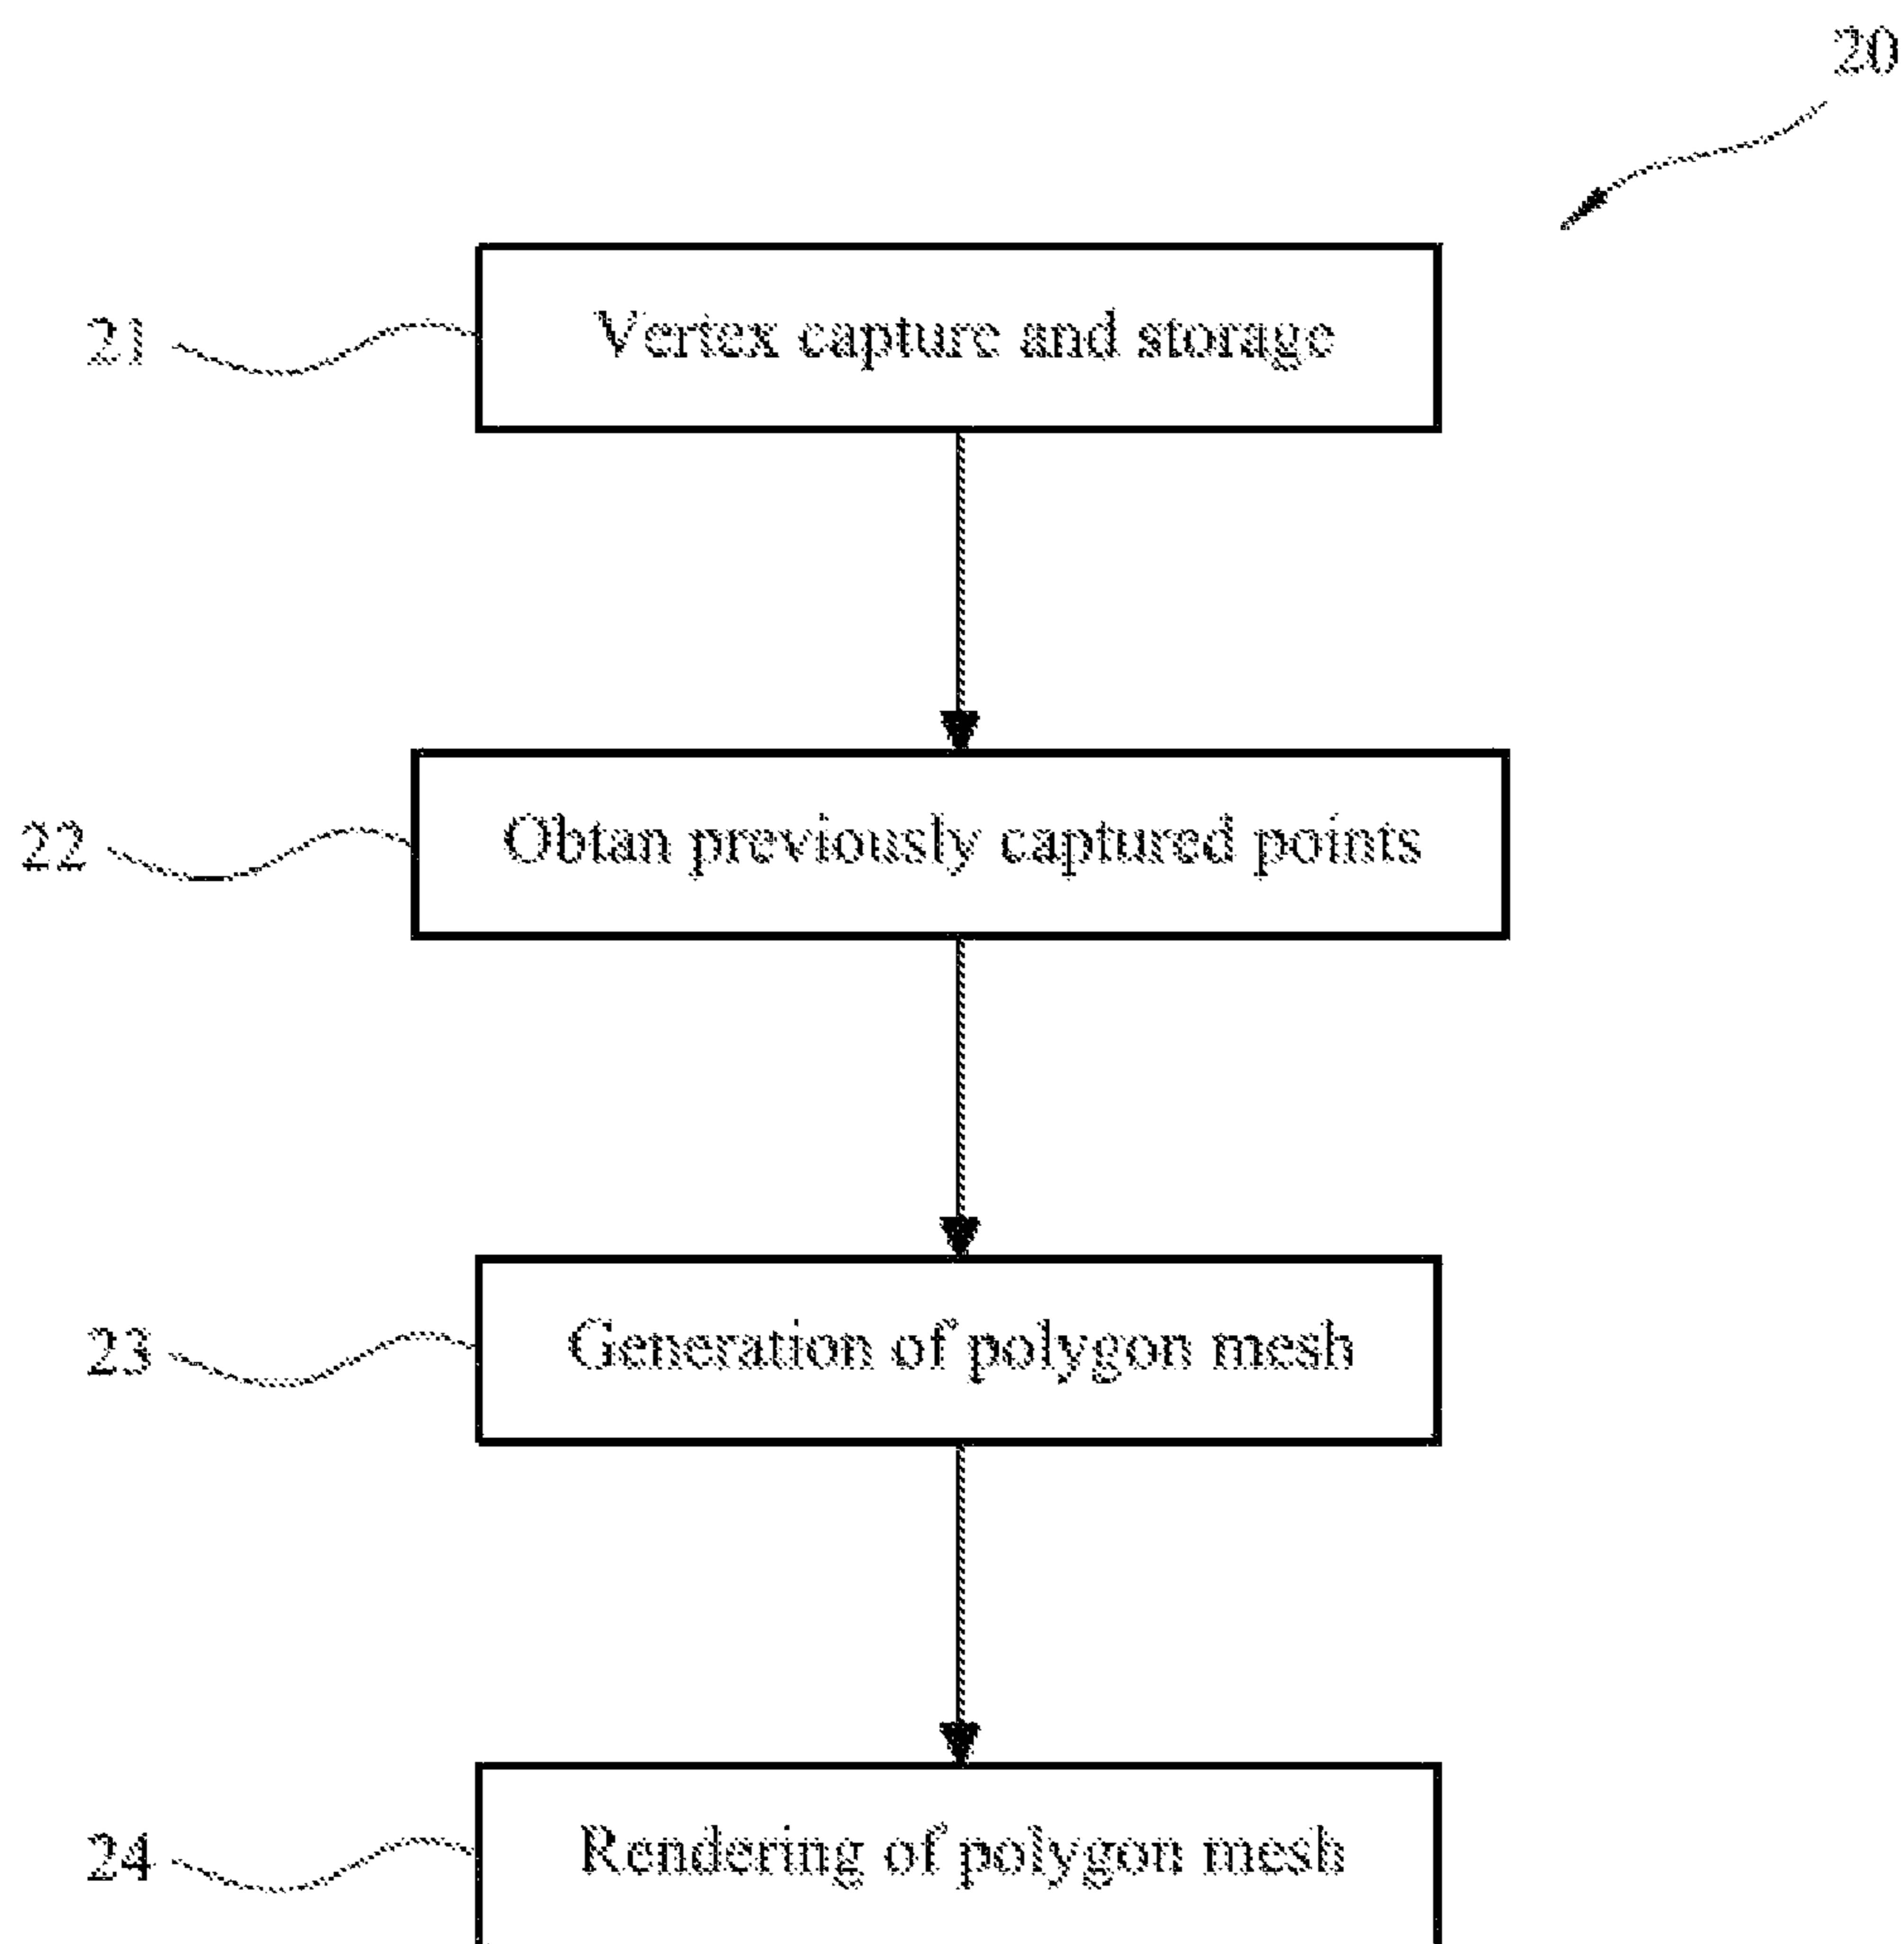 20
21 Vertex capture and storage
22 Obtan previously captured points
23 Generation of polygon mesh
24 Rendering of polygon mesh